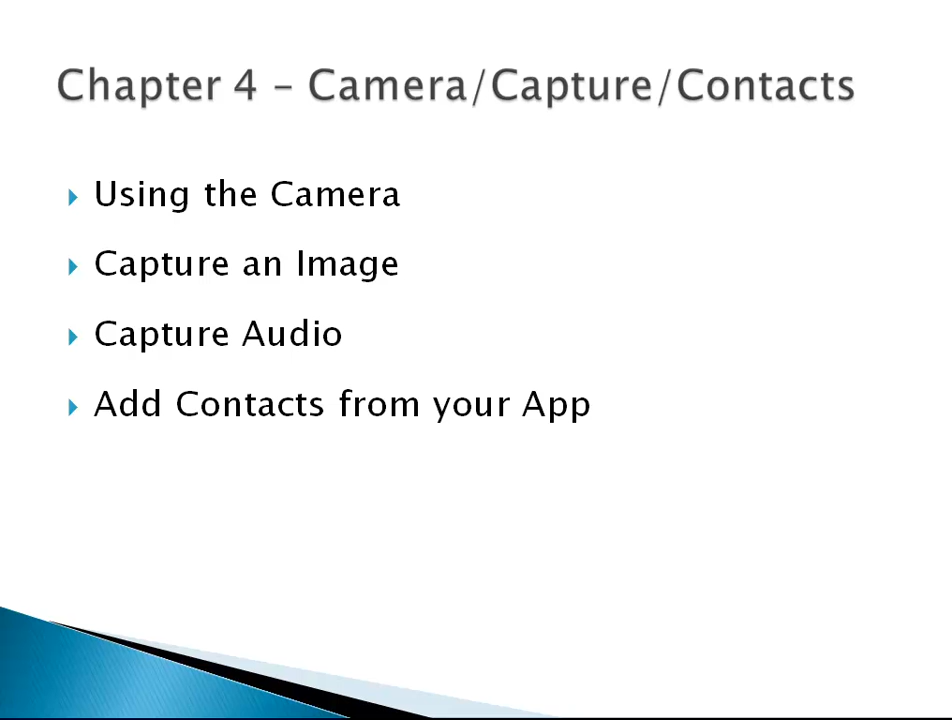 Chapter 4 – Camera/Capture/Contacts
Using the Camera
Capture an Image
Capture Audio
Add Contacts from your App